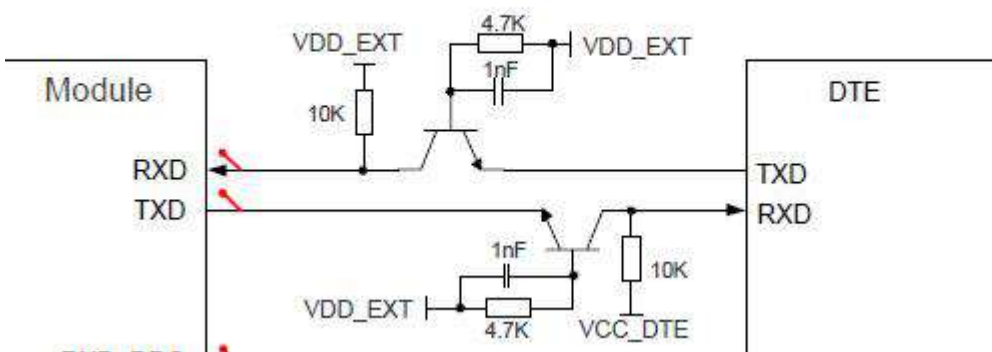 4.7K
VDD_EXT
VDD_EXT
1nF
Module
DTE
10K
RXD
TXD
TXD
RXD
1nF
10K
VDD_EXT
4.7K
VCC_DTE